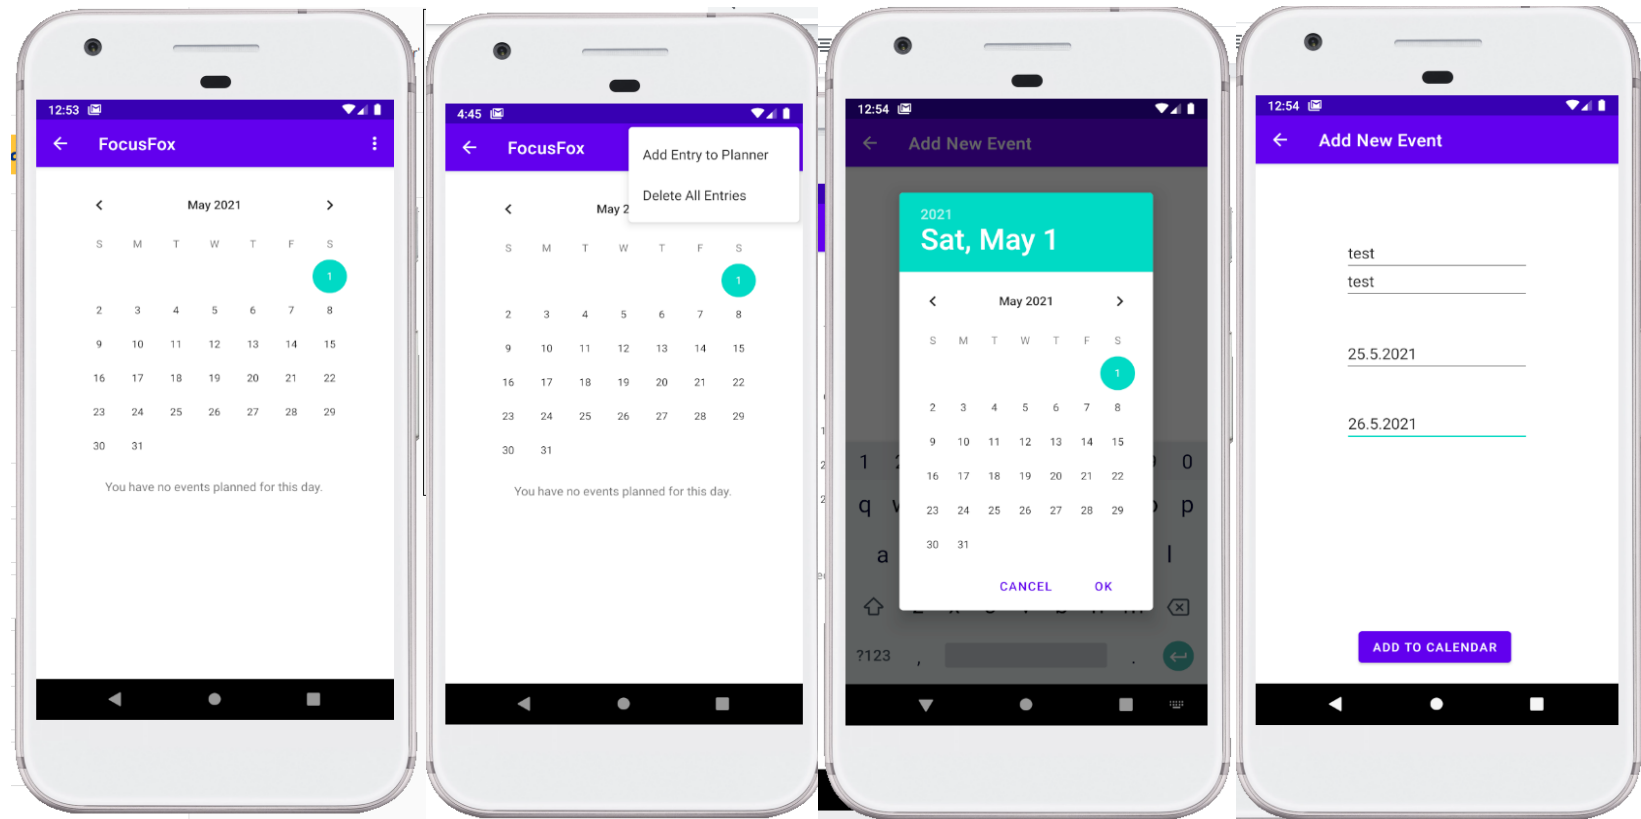 12:53
FocusFox
May 2021
S M T W T F S
1
2 3 4 5 6 7 8
9 10 11 12 13 14 15
16 17 18 19 20 21 22
23 24 25 26 27 28 29
30 31
You have no events planned for this day.
4:45
FocusFox
Add Entry to Planner
Delete All Entries
May 2
S M T W T F S
1
2 3 4 5 6 7 8
9 10 11 12 13 14 15
16 17 18 19 20 21 22
23 24 25 26 27 28 29
30 31
You have no events planned for this day.
12:54
Add New Event
2021
Sat, May 1
May 2021
S M T W T F S
1
2 3 4 5 6 7 8
9 10 11 12 13 14 15
16 17 18 19 20 21 22
23 24 25 26 27 28 29
30 31
CANCEL OK
1 0
q p
a l
?123 , .
12:54
Add New Event
test
test
25.5.2021
26.5.2021
ADD TO CALENDAR